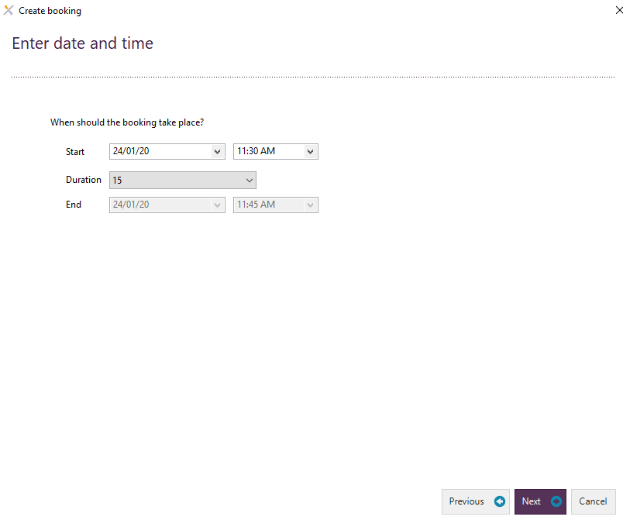 Create booking
Enter date and time
When should the booking take place?
Start 24/01/20 11:30 AM
Duration 15
End 24/01/20 11:45 AM
Previous Next Cancel